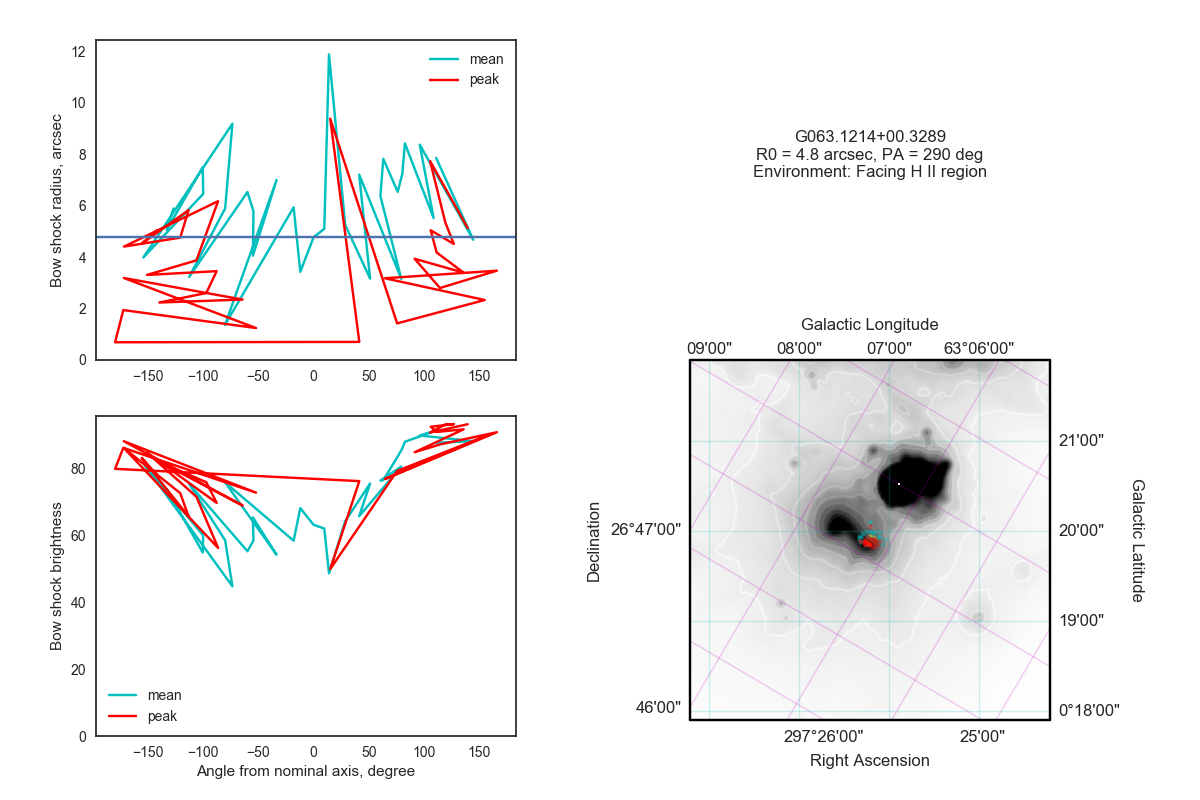 12
10
8
6
4
2
0
Bow shock radius, arcsec
mean
peak
−150
−100
−50
0
50
100
150
80
60
40
20
0
Bow shock brightness
mean
peak
−150
−100
−50
0
50
100
150
Angle from nominal axis, degree
G063.1214+00.3289
R0 = 4.8 arcsec, PA = 290 deg
Environment: Facing H II region
Galactic Longitude
09'00"
08'00"
07'00"
63°06'00"
21'00"
20'00"
19'00"
0°18'00"
Galactic Latitude
26°47'00"
46'00"
Declination
297°26'00"
25'00"
Right Ascension